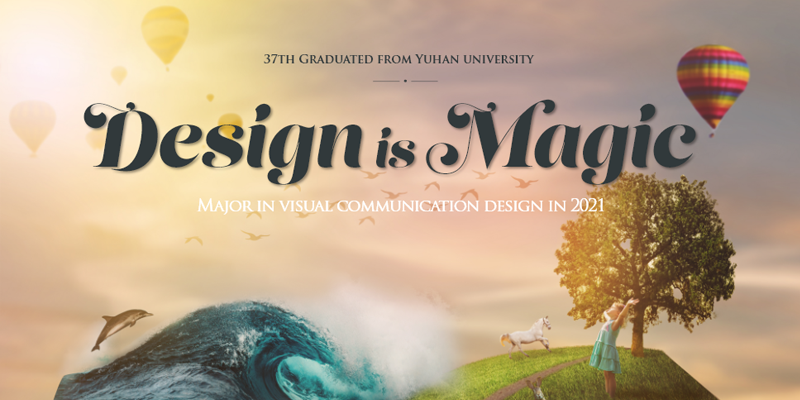 37th Graduated from Yuhan university
Design is Magic
Major in visual communication design in 2021